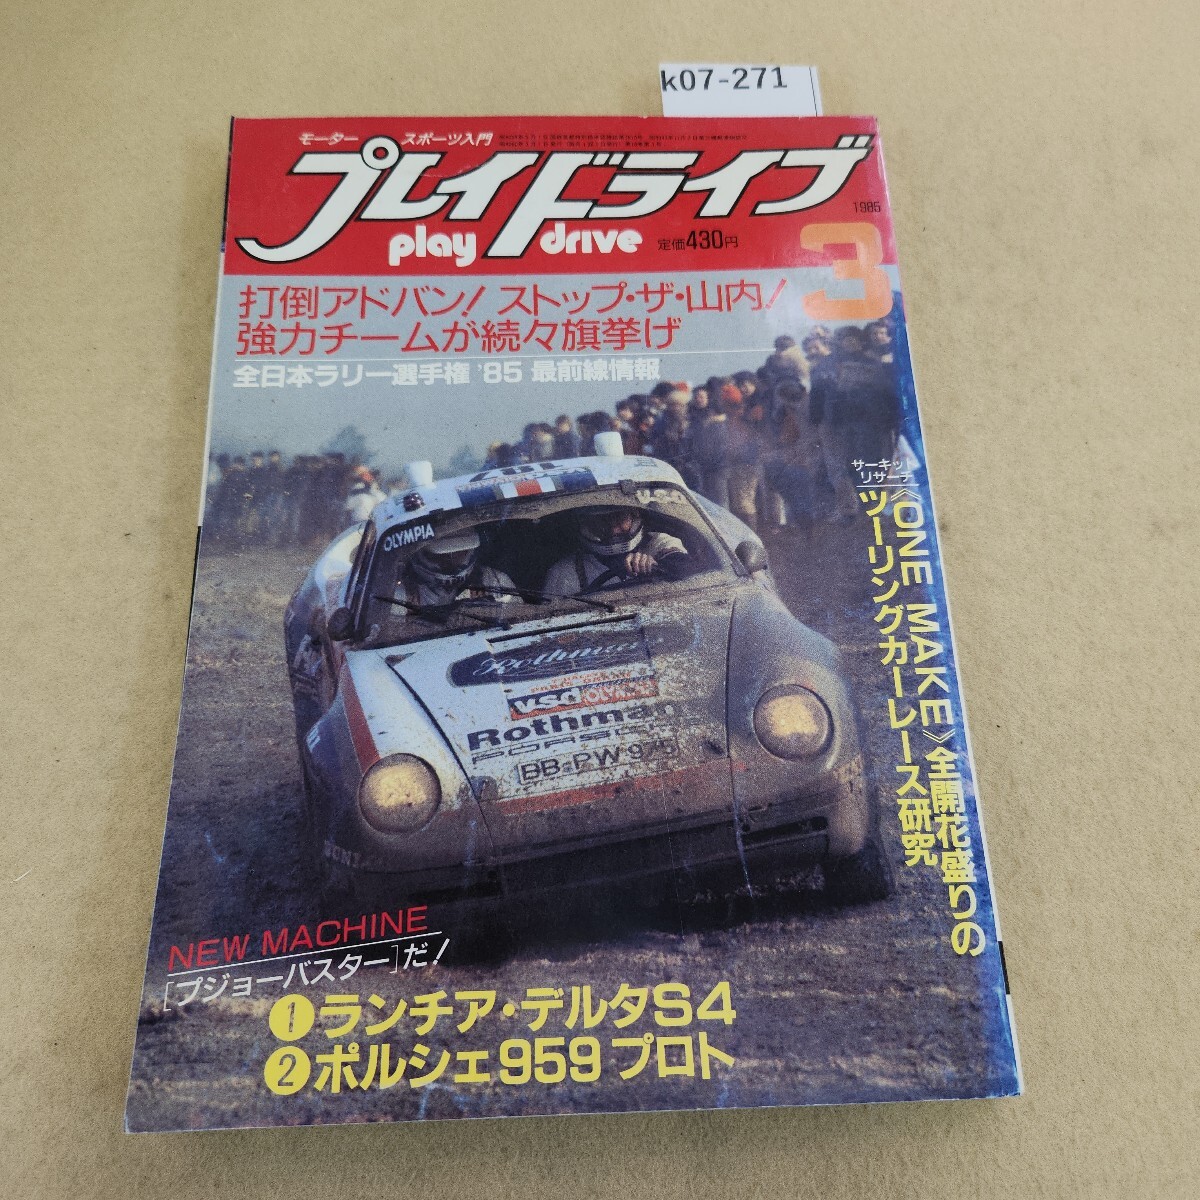 k07-271
モーター スポーツ入門
プレイドライブ
play drive
定価430円
1985
3
打倒アドバン!ストップ・ザ・山内!
強力チームが続々旗挙げ
全日本ラリー選手権 '85 最前線情報
サーキット
リサーチ
《ONE MAKE》全開花盛りの
ツーリングカーレース研究
OLYMPIA
Rothmans
VSD
Rothman
PORSCHE
BB-PW 975
NEW MACHINE
[プジョーバスター]だ!
❶ランチア・デルタS4
❷ポルシェ959 プロト